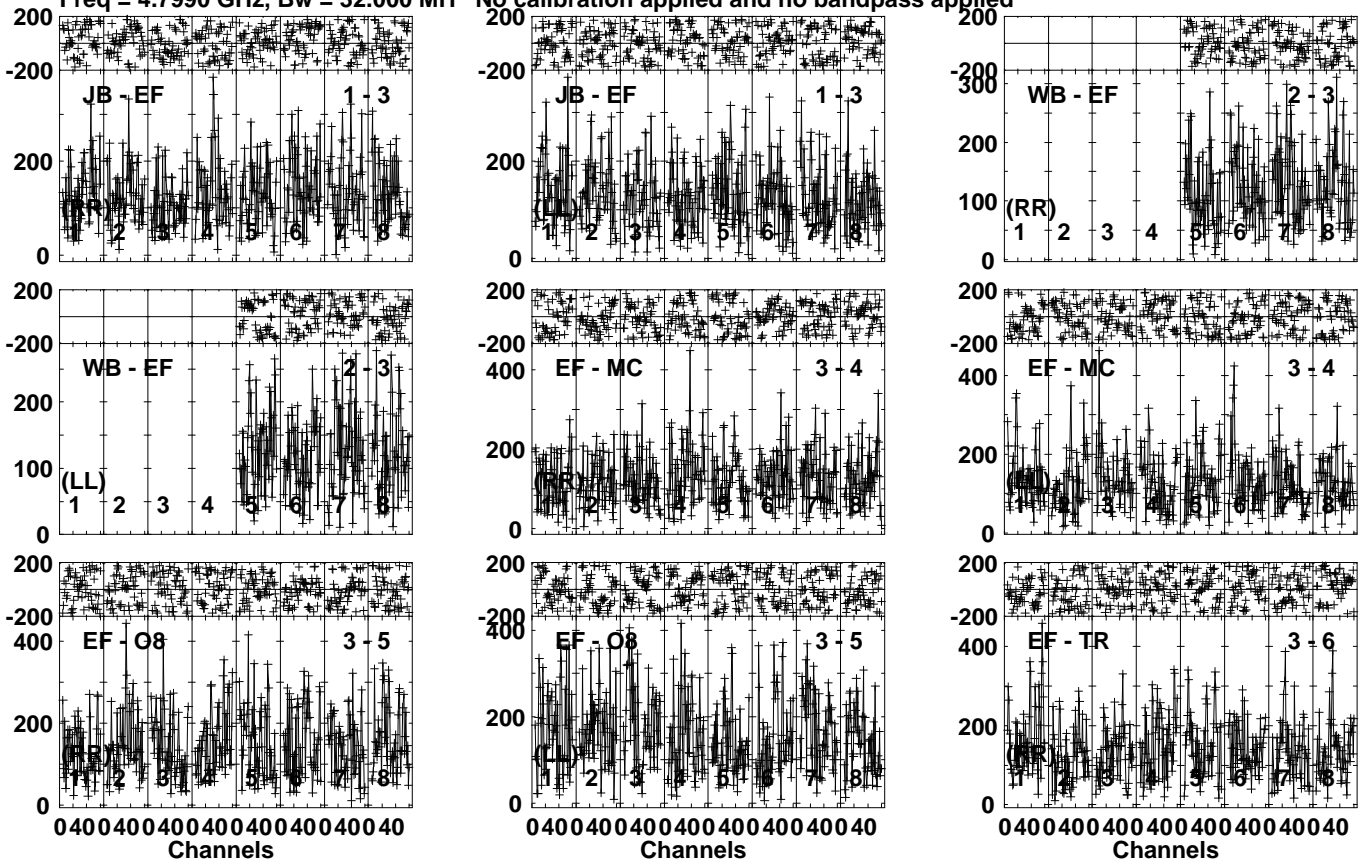 Freq = 4.7990 GHz, Bw = 32.000 MH No calibration applied and no bandpass applied
200 200 200
-200 -200 -200
JB - EF 1 - 3 JB - EF 1 - 3 300 WB - EF 2 - 3
200 200 200
100
(RR) (LL) (RR)
1 2 3 4 5 6 7 8 1 2 3 4 5 6 7 8 1 2 3 4 5 6 7 8
0 0 0
200 200 200
-200 -200 -200
WB - EF 2 - 3 EF - MC 3 - 4 EF - MC 3 - 4
400 400
200 200 200
100
(LL) (RR) (LL)
1 2 3 4 5 6 7 8 1 2 3 4 5 6 7 8 1 2 3 4 5 6 7 8
0 0 0
200 200 200
-200 -200 -200
EF - O8 3 - 5 EF - O8 3 - 5 EF - TR 3 - 6
400 400 400
200 200 200
(RR) (LL) (RR)
1 2 3 4 5 6 7 8 1 2 3 4 5 6 7 8 1 2 3 4 5 6 7 8
0 0 0
0 40 0 40 0 40 0 40 0 40 0 40 0 40 0 40 0 40 0 40 0 40 0 40 0 40 0 40 0 40 0 40 0 40 0 40 0 40 0 40 0 40 0 40 0 40 0 40
Channels Channels Channels